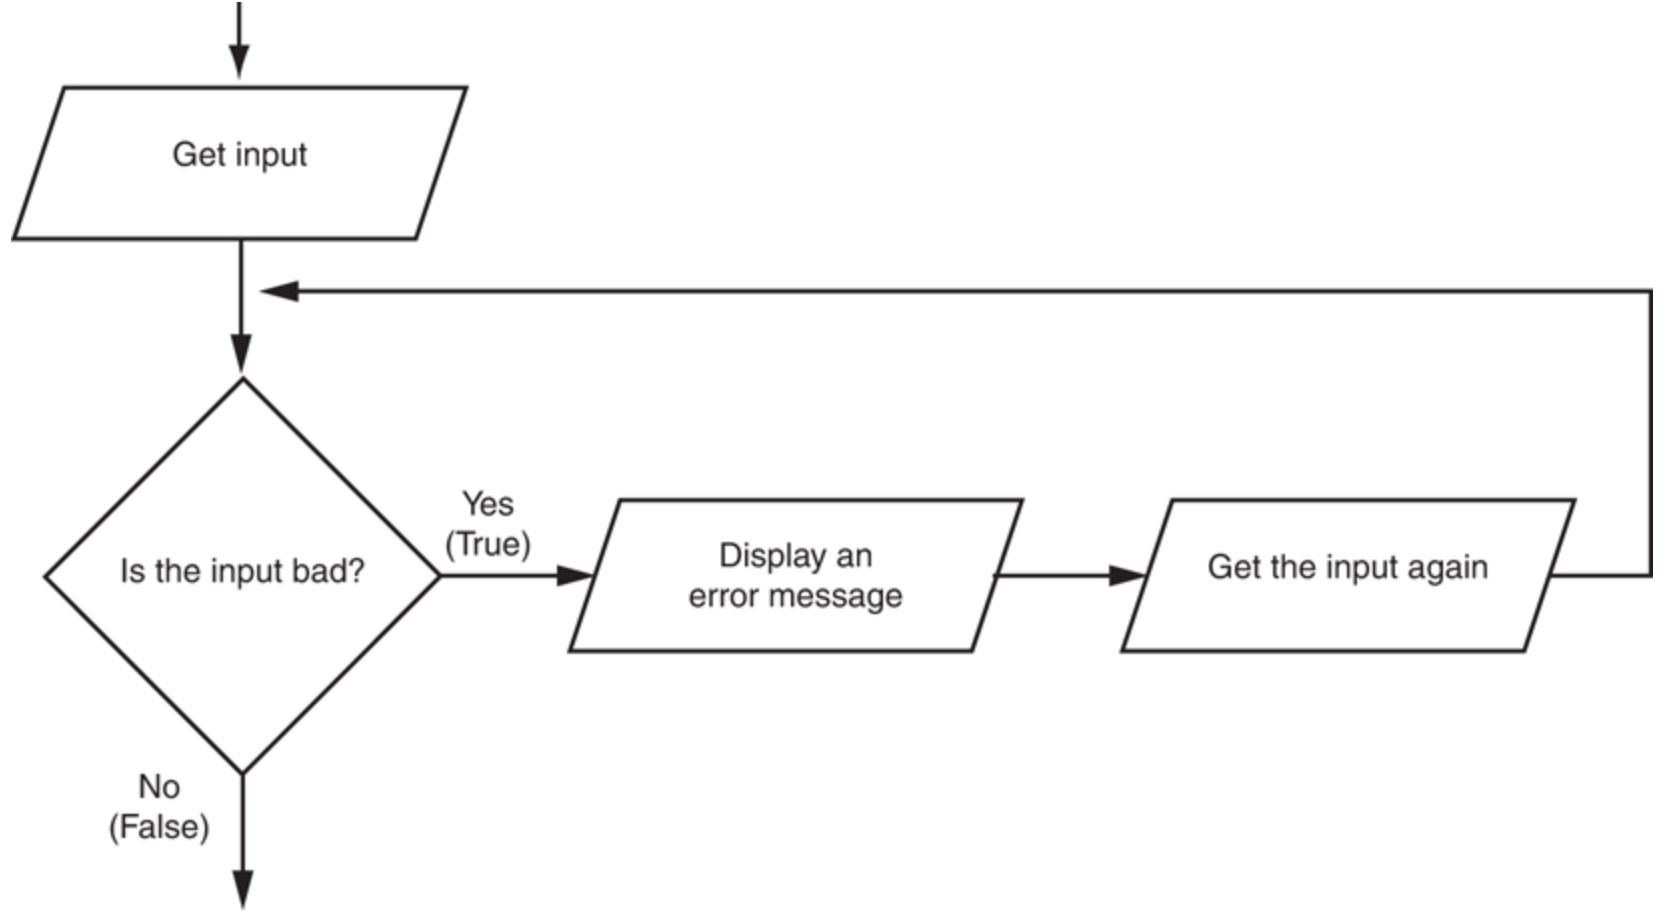 Get input
Is the input bad?
Yes
(True)
Display an
error message
Get the input again
No
(False)